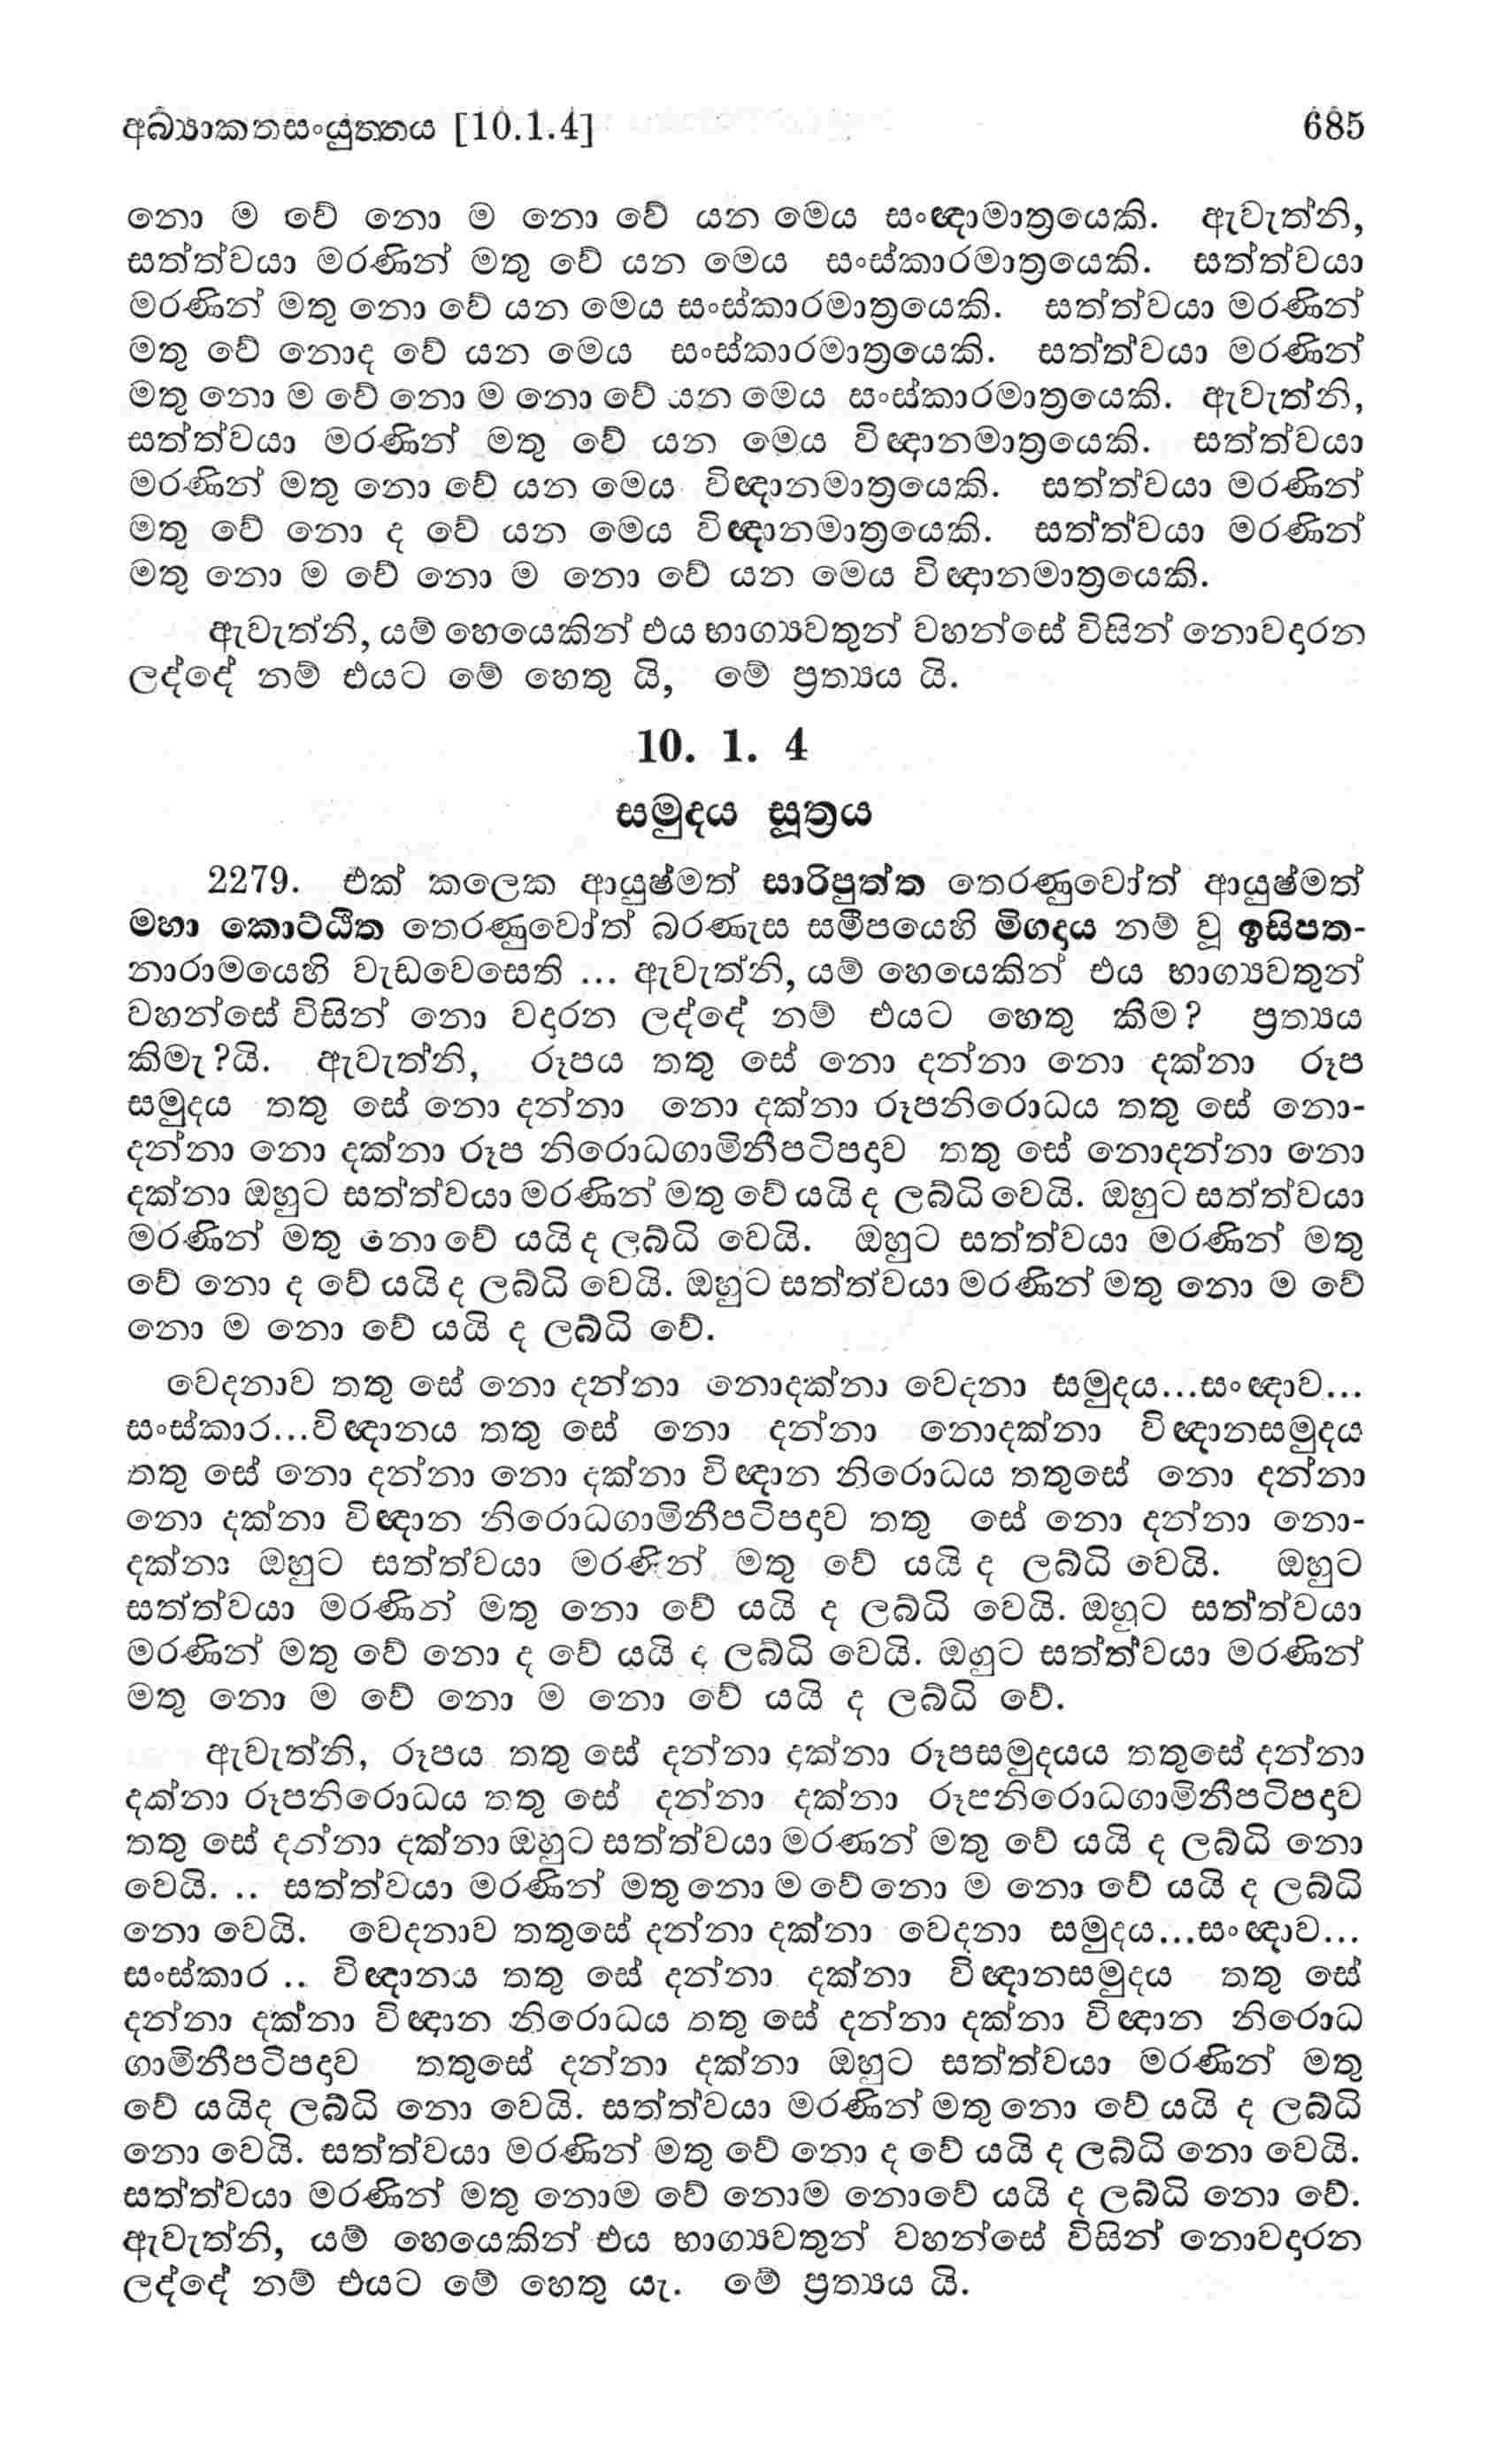 අබ්‍යාකතසංයුත්තය [10.1.4] 685
නො ම වේ නො ම නො වේ යන මෙය සංඥාමාත්‍රයෙකි. ඇවැත්නි,
සත්ත්වයා මරණින් මතු වේ යන මෙය සංස්කාරමාත්‍රයෙකි. සත්ත්වයා
මරණින් මතු නො වේ යන මෙය සංස්කාරමාත්‍රයෙකි. සත්ත්වයා මරණින්
මතු වේ නොද වේ යන මෙය සංස්කාරමාත්‍රයෙකි. සත්ත්වයා මරණින්
මතු නො ම වේ නො ම නො වේ යන මෙය සංස්කාරමාත්‍රයෙකි. ඇවැත්නි,
සත්ත්වයා මරණින් මතු වේ යන මෙය විඥානමාත්‍රයෙකි. සත්ත්වයා
මරණින් මතු නො වේ යන මෙය විඥානමාත්‍රයෙකි. සත්ත්වයා මරණින්
මතු වේ නො ද වේ යන මෙය විඥානමාත්‍රයෙකි. සත්ත්වයා මරණින්
මතු නො ම වේ නො ම නො වේ යන මෙය විඥානමාත්‍රයෙකි.
ඇවැත්නි, යම් හෙයෙකින් එය භාග්‍යවතුන් වහන්සේ විසින් නොවදාරන
ලද්දේ නම් එයට මේ හෙතු යි, මේ ප්‍රත්‍යය යි.
10. 1. 4
සමුදය සූත්‍රය
2279. එක් කලෙක ආයුෂ්මත් සාරිපුත්ත තෙරණුවෝත් ආයුෂ්මත්
මහා කොට්ඨිත තෙරණුවෝත් බරණැස සමීපයෙහි මිගදාය නම් වූ ඉසිපත-
නාරාමයෙහි වැඩවෙසෙති ... ඇවැත්නි, යම් හෙයෙකින් එය භාග්‍යවතුන්
වහන්සේ විසින් නො වදාරන ලද්දේ නම් එයට හෙතු කිම? ප්‍රත්‍යය
කිමැ?යි. ඇවැත්නි, රූපය තතු සේ නො දන්නා නො දක්නා රූප
සමුදය තතු සේ නො දන්නා නො දක්නා රූපනිරොධය තතු සේ නො-
දන්නා නො දක්නා රූප නිරොධගාමිනීපටිපදාව තතු සේ නොදන්නා නො
දක්නා ඔහුට සත්ත්වයා මරණින් මතු වේ යයි ද ලබ්ධි වෙයි. ඔහුට සත්ත්වයා
මරණින් මතු නො වේ යයි ද ලබ්ධි වෙයි. ඔහුට සත්ත්වයා මරණින් මතු
වේ නො ද වේ යයි ද ලබ්ධි වෙයි. ඔහුට සත්ත්වයා මරණින් මතු නො ම වේ
නො ම නො වේ යයි ද ලබ්ධි වේ.
වෙදනාව තතු සේ නො දන්නා නොදක්නා වෙදනා සමුදය...සංඥාව...
සංස්කාර...විඥානය තතු සේ නො දන්නා නොදක්නා විඥානසමුදය
තතු සේ නො දන්නා නො දක්නා විඥාන නිරොධය තතුසේ නො දන්නා
නො දක්නා විඥාන නිරොධගාමිනීපටිපදාව තතු සේ නො දන්නා නො-
දක්නා ඔහුට සත්ත්වයා මරණින් මතු වේ යයි ද ලබ්ධි වෙයි. ඔහුට
සත්ත්වයා මරණින් මතු නො වේ යයි ද ලබ්ධි වෙයි. ඔහුට සත්ත්වයා
මරණින් මතු වේ නො ද වේ යයි ද ලබ්ධි වෙයි. ඔහුට සත්ත්වයා මරණින්
මතු නො ම වේ නො ම නො වේ යයි ද ලබ්ධි වේ.
ඇවැත්නි, රූපය තතු සේ දන්නා දක්නා රූපසමුදයය තතුසේ දන්නා
දක්නා රූපනිරොධය තතු සේ දන්නා දක්නා රූපනිරොධගාමිනීපටිපදාව
තතු සේ දන්නා දක්නා ඔහුට සත්ත්වයා මරණන් මතු වේ යයි ද ලබ්ධි නො
වෙයි. .. සත්ත්වයා මරණින් මතු නො ම වේ නො ම නො වේ යයි ද ලබ්ධි
නො වෙයි. වෙදනාව තතුසේ දන්නා දක්නා වෙදනා සමුදය...සංඥාව...
සංස්කාර .. විඥානය තතු සේ දන්නා දක්නා විඥානසමුදය තතු සේ
දන්නා දක්නා විඥාන නිරොධය තතු සේ දන්නා දක්නා විඥාන නිරොධ
ගාමිනීපටිපදාව තතුසේ දන්නා දක්නා ඔහුට සත්ත්වයා මරණින් මතු
වේ යයිද ලබ්ධි නො වෙයි. සත්ත්වයා මරණින් මතු නො වේ යයි ද ලබ්ධි
නො වෙයි. සත්ත්වයා මරණින් මතු වේ නො ද වේ යයි ද ලබ්ධි නො වෙයි.
සත්ත්වයා මරණින් මතු නොම වේ නොම නොවේ යයි ද ලබ්ධි නො වේ.
ඇවැත්නි, යම් හෙයෙකින් එය භාග්‍යවතුන් වහන්සේ විසින් නොවදාරන
ලද්දේ නම් එයට මේ හෙතු යැ. මේ ප්‍රත්‍යය යි.